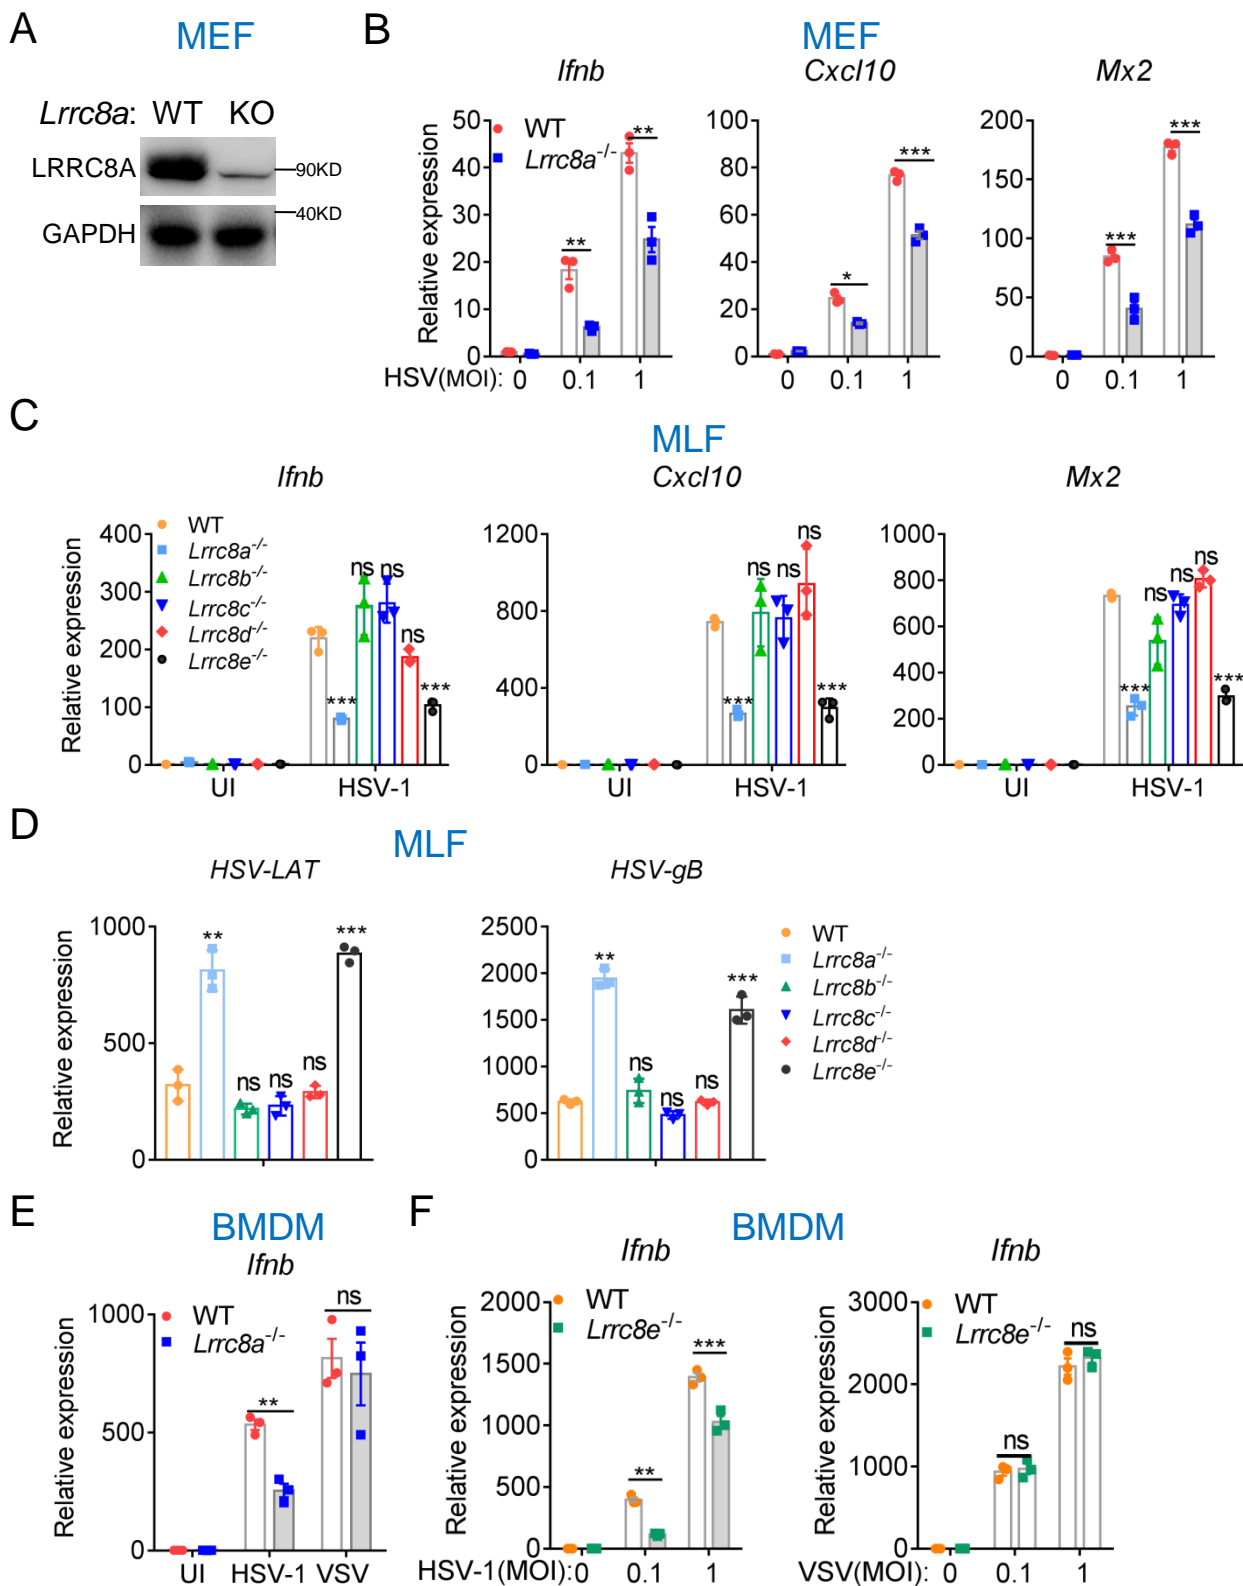 A
MEF
Lrrc8a: WT KO
LRRC8A
90KD
40KD
GAPDH
B
MEF
Ifnb
Cxcl10
Mx2
Relative expression
50
40
30
20
10
0
WT
Lrrc8a-/-
**
**
HSV(MOI): 0 0.1 1
100
80
60
40
20
0
*
***
0 0.1 1
200
150
100
50
0
***
***
0 0.1 1
C
MLF
Ifnb
Cxcl10
Mx2
Relative expression
400
300
200
100
0
WT
Lrrc8a-/-
Lrrc8b-/-
Lrrc8c-/-
Lrrc8d-/-
Lrrc8e-/-
*** ns ns ns ***
UI HSV-1
1200
800
400
0
*** ns ns ns ***
UI HSV-1
1000
800
600
400
200
0
*** ns ns ns ***
UI HSV-1
D
MLF
HSV-LAT
HSV-gB
Relative expression
1000
500
0
** ns ns ns ***
2500
2000
1500
1000
500
0
** ns ns ns ***
WT
Lrrc8a-/-
Lrrc8b-/-
Lrrc8c-/-
Lrrc8d-/-
Lrrc8e-/-
E
BMDM
Ifnb
Relative expression
1000
500
0
WT
Lrrc8a-/-
**
ns
UI HSV-1 VSV
F
BMDM
Ifnb
Ifnb
Relative expression
2000
1500
1000
500
0
WT
Lrrc8e-/-
**
***
HSV-1(MOI): 0 0.1 1
Relative expression
3000
2000
1000
0
WT
Lrrc8e-/-
ns
ns
VSV(MOI): 0 0.1 1